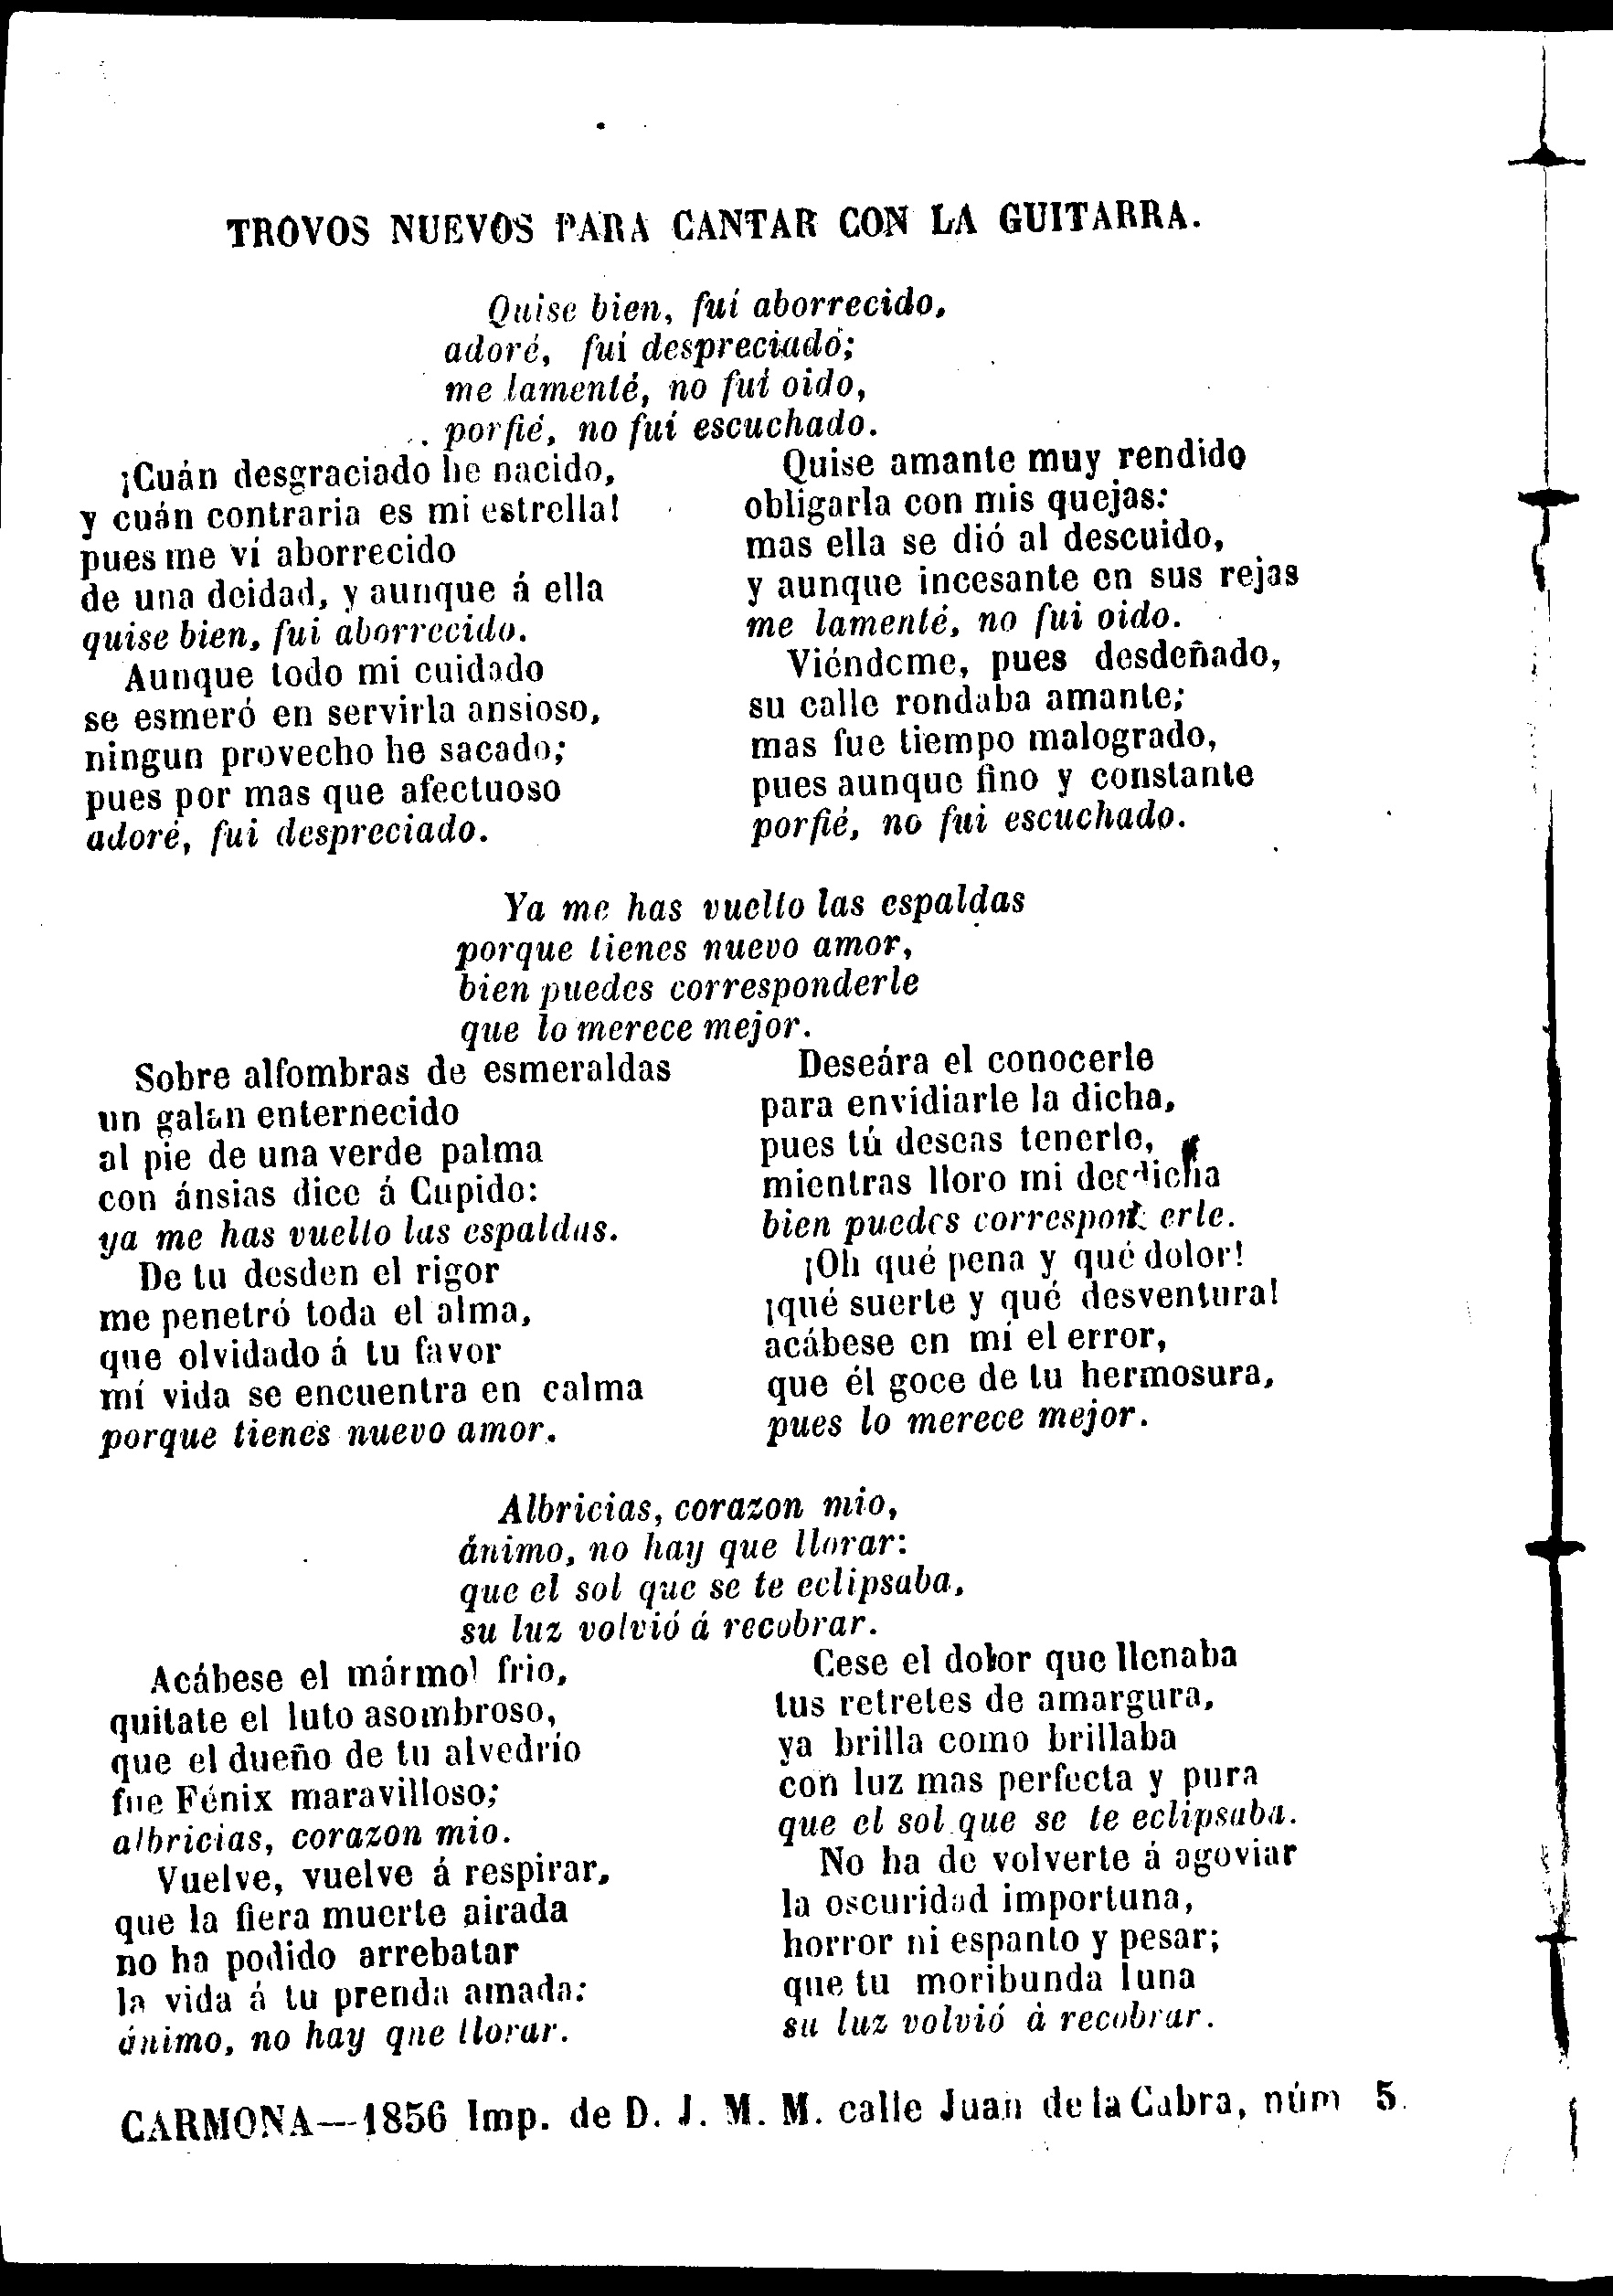 TROVOS NUEVOS PARA CANTAR CON LA GUITARRA.
Quise bien, fuí aborrecido,
adoré, fui despreciado;
me lamenté, no fuí oido,
porfié, no fuí escuchado.
¡Cuán desgraciado he nacido,
y cuán contraria es mi estrella!
pues me ví aborrecido
de una deidad, y aunque á ella
quise bien, fui aborrecido.
Aunque todo mi cuidado
se esmeró en servirla ansioso,
ningun provecho he sacado;
pues por mas que afectuoso
adoré, fui despreciado.
Quise amante muy rendido
obligarla con mis quejas:
mas ella se dió al descuido,
y aunque incesante en sus rejas
me lamenté, no fui oido.
Viéndome, pues desdeñado,
su calle rondaba amante;
mas fue tiempo malogrado,
pues aunque fino y constante
porfié, no fui escuchado.
Ya me has vuelto las espaldas
porque tienes nuevo amor,
bien puedes corresponderle
que lo merece mejor.
Sobre alfombras de esmeraldas
un galan enternecido
al pie de una verde palma
con ánsias dice á Cupido:
ya me has vuelto las espaldas.
De tu desden el rigor
me penetró toda el alma,
que olvidado á tu favor
mí vida se encuentra en calma
porque tienes nuevo amor.
Deseára el conocerle
para envidiarle la dicha,
pues tú deseas tenerle,
mientras lloro mi desdicha
bien puedes corresponderle.
¡Oh qué pena y qué dolor!
¡qué suerte y qué desventura!
acábese en mí el error,
que él goce de tu hermosura,
pues lo merece mejor.
Albricias, corazon mio,
ánimo, no hay que llorar:
que el sol que se te eclipsaba,
su luz volvió á recobrar.
Acábese el mármol frio,
quitate el luto asombroso,
que el dueño de tu alvedrío
fue Fénix maravilloso;
albricias, corazon mio.
Vuelve, vuelve á respirar,
que la fiera muerte airada
no ha podido arrebatar
la vida á tu prenda amada:
ánimo, no hay que llorar.
Cese el dolor que llenaba
tus retretes de amargura,
ya brilla como brillaba
con luz mas perfecta y pura
que el sol que se te eclipsaba.
No ha de volverte á agoviar
la oscuridad importuna,
horror ni espanto y pesar;
que tu moribunda luna
su luz volvió á recobrar.
CARMONA—1856 Imp. de D. J. M. M. calle Juan de la Cabra, núm 5.